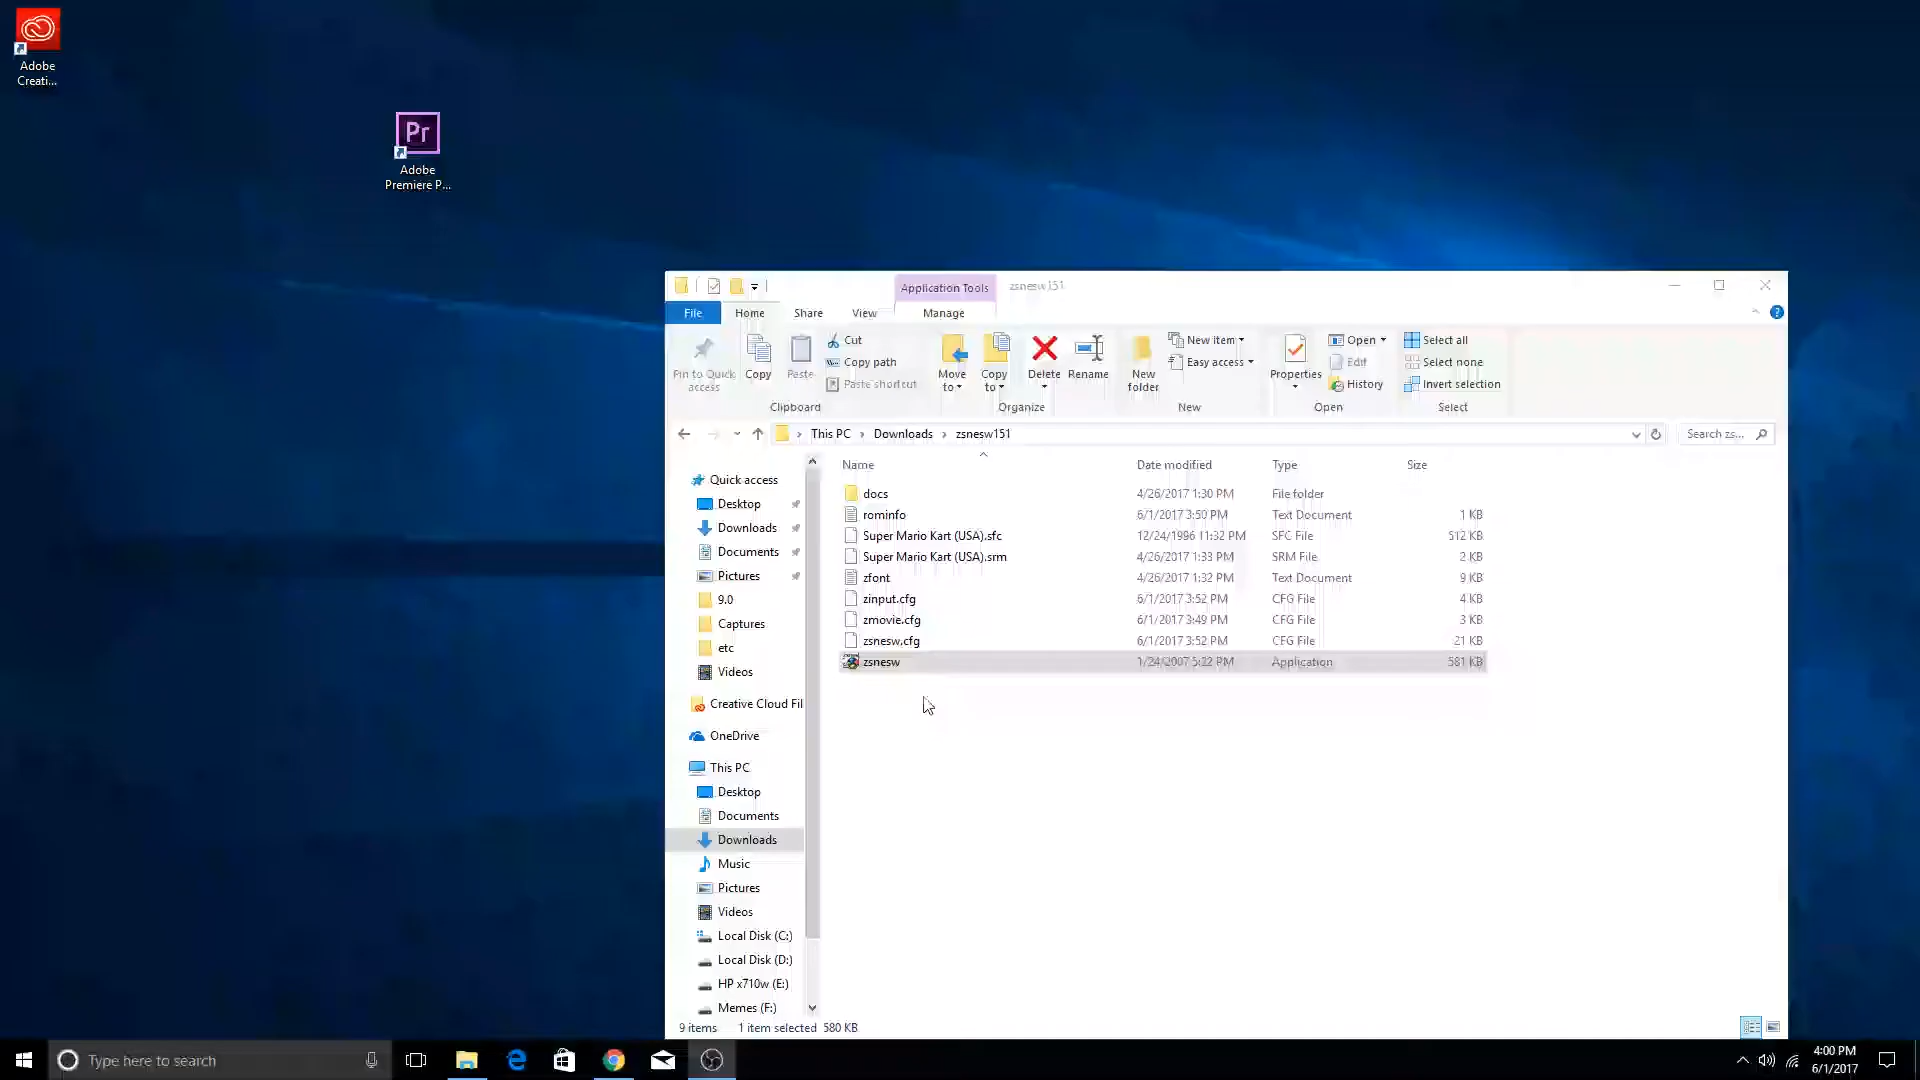 Adobe
Creati...
Pr
Adobe
Premiere P...
Application Tools
zsnesw151
File
Home
Share
View
Manage
Pin to Quick
access
Copy
Paste
Cut
Copy path
Paste shortcut
Clipboard
Move
to
Copy
to
Delete
Rename
Organize
New
folder
New item
Easy access
New
Properties
Open
Edit
History
Open
Select all
Select none
Invert selection
Select
This PC > Downloads > zsnesw151
Search zs...
Name Date modified Type Size
docs 4/26/2017 1:30 PM File folder
rominfo 6/1/2017 3:50 PM Text Document 1 KB
Super Mario Kart (USA).sfc 12/24/1996 11:32 PM SFC File 512 KB
Super Mario Kart (USA).srm 4/26/2017 1:33 PM SRM File 2 KB
zfont 4/26/2017 1:32 PM Text Document 9 KB
zinput.cfg 6/1/2017 3:52 PM CFG File 4 KB
zmovie.cfg 6/1/2017 3:49 PM CFG File 3 KB
zsnesw.cfg 6/1/2017 3:52 PM CFG File 21 KB
zsnesw 1/24/2007 5:22 PM Application 581 KB
Quick access
Desktop
Downloads
Documents
Pictures
9.0
Captures
etc
Videos
Creative Cloud Fil
OneDrive
This PC
Desktop
Documents
Downloads
Music
Pictures
Videos
Local Disk (C:)
Local Disk (D:)
HP x710w (E:)
Memes (F:)
9 items 1 item selected 580 KB
Type here to search
4:00 PM
6/1/2017